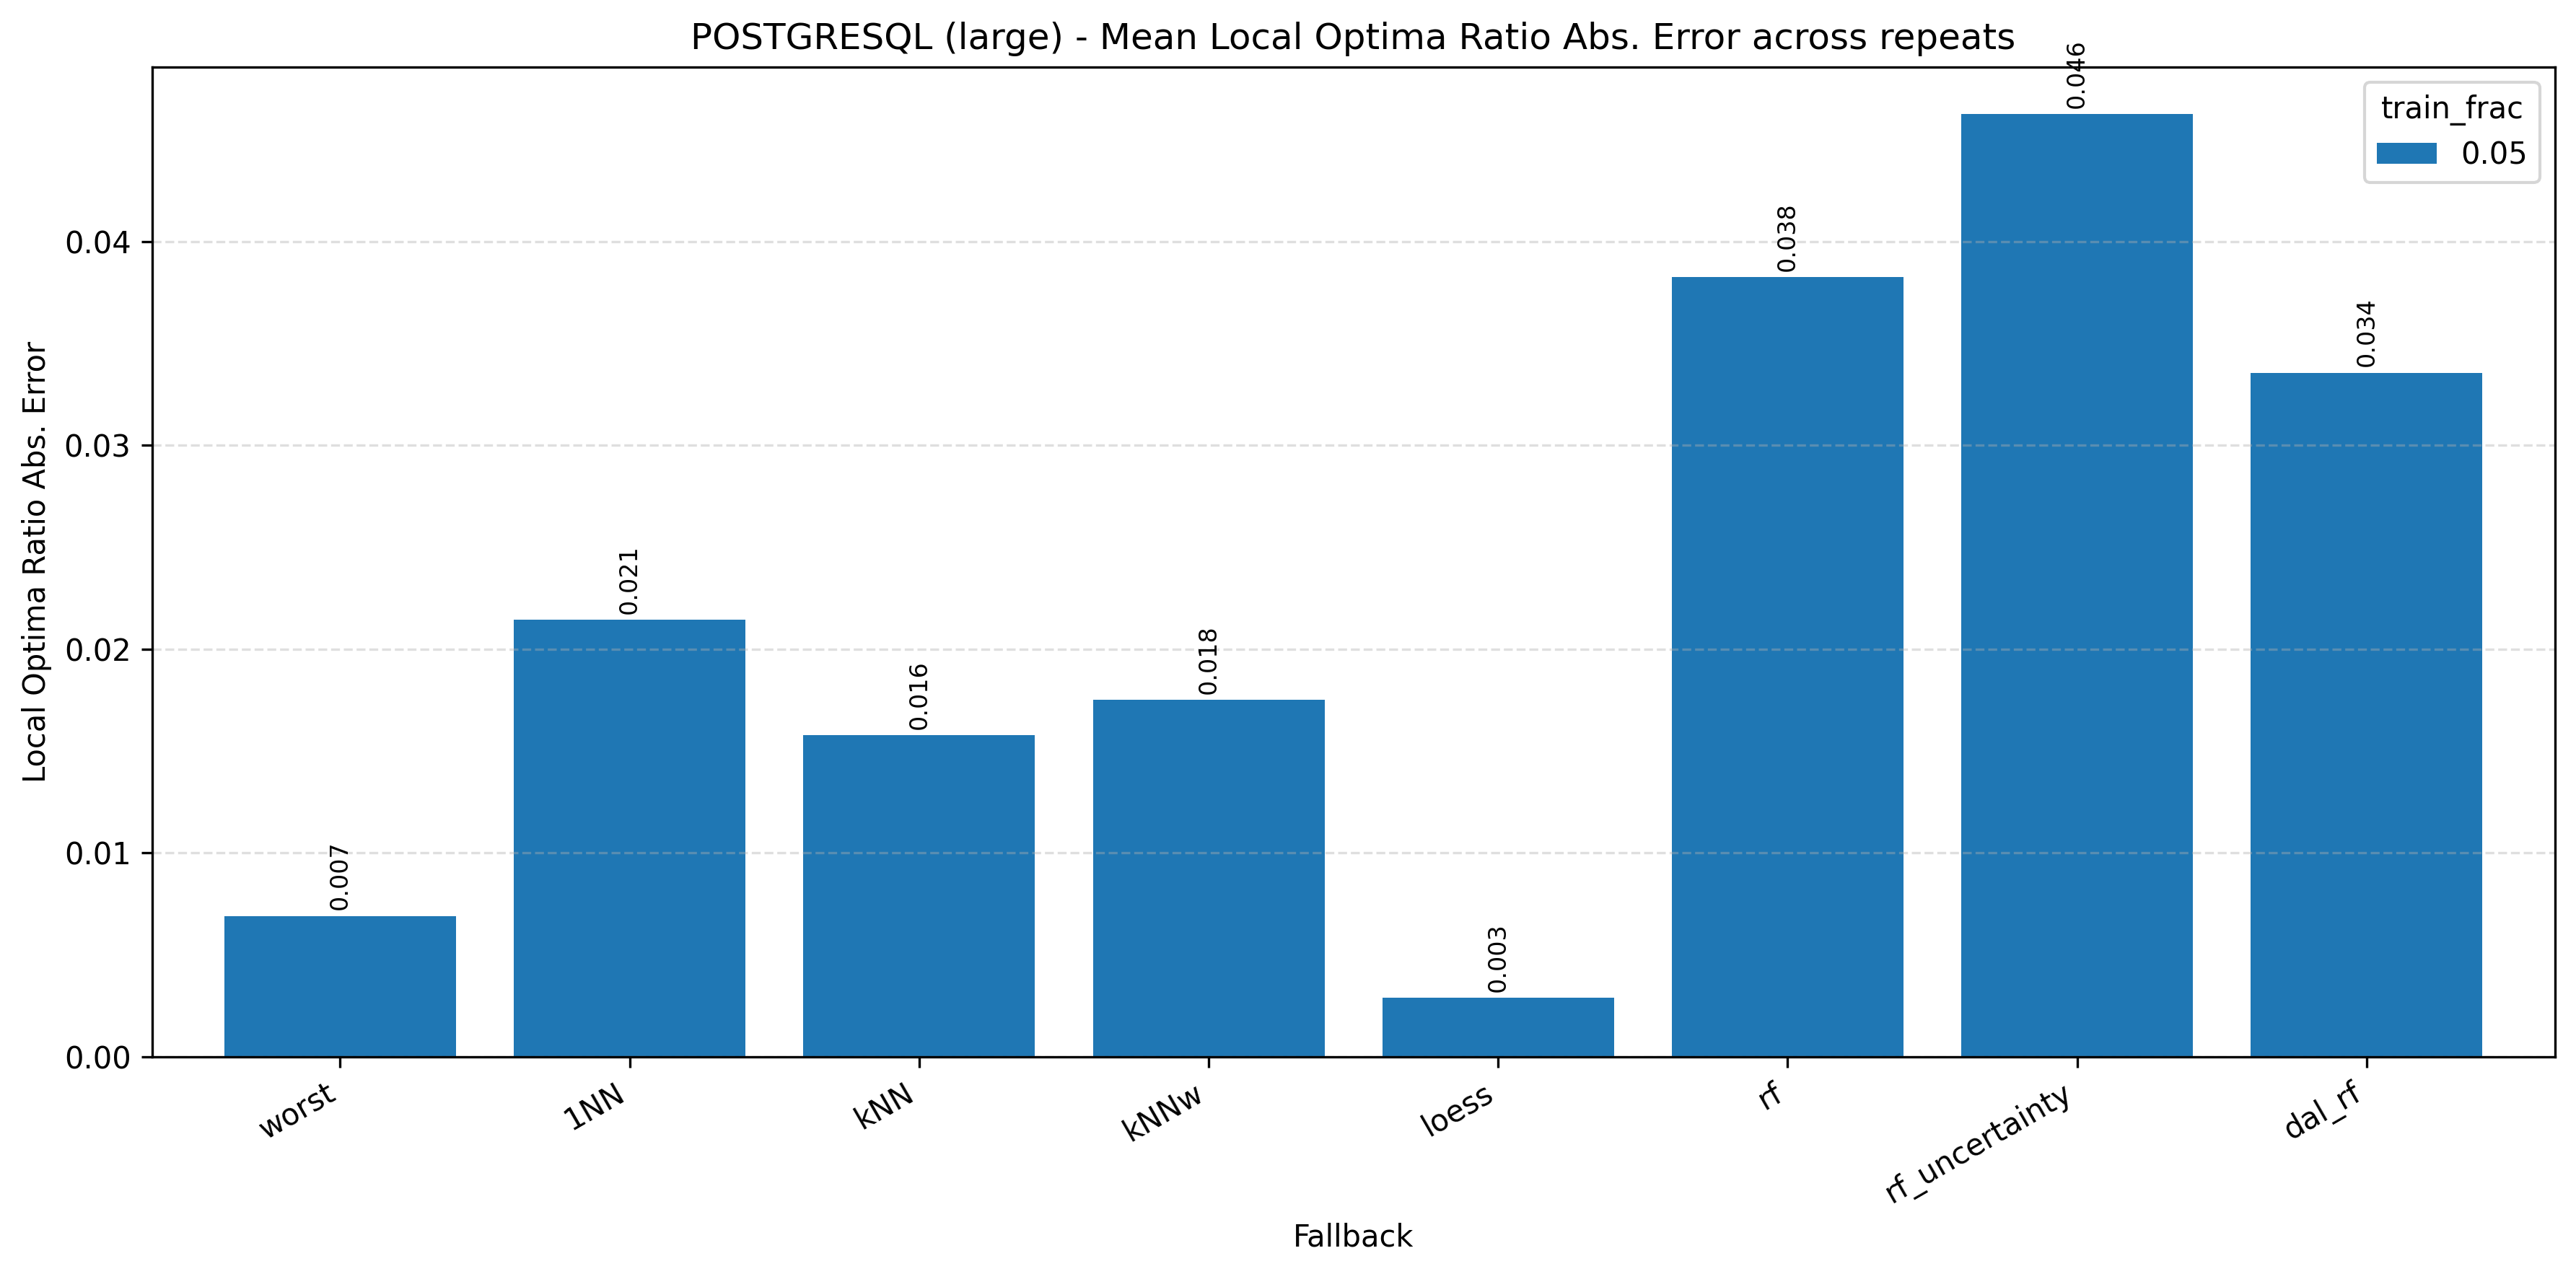 POSTGRESQL (large) - Mean Local Optima Ratio Abs. Error across repeats
train_frac
0.05
Local Optima Ratio Abs. Error
0.04
0.03
0.02
0.01
0.00
0.007
0.021
0.016
0.018
0.003
0.038
0.046
0.034
worst
1NN
kNN
kNNw
loess
rf
rf_uncertainty
dal_rf
Fallback